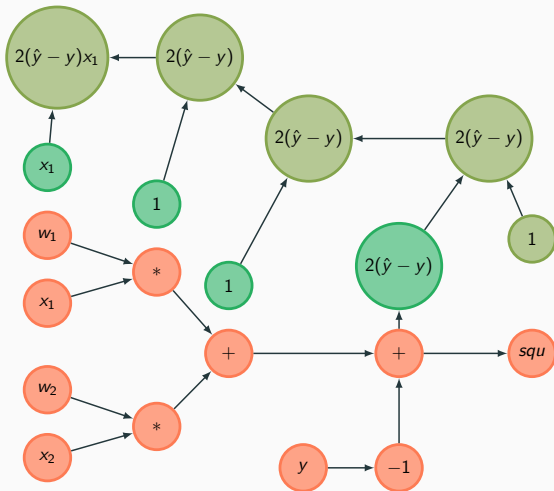 2(ŷ − y)x₁
2(ŷ − y)
2(ŷ − y)
2(ŷ − y)
x₁
1
w₁
1
x₁
*
1
2(ŷ − y)
+
+
squ
w₂
x₂
*
y
−1